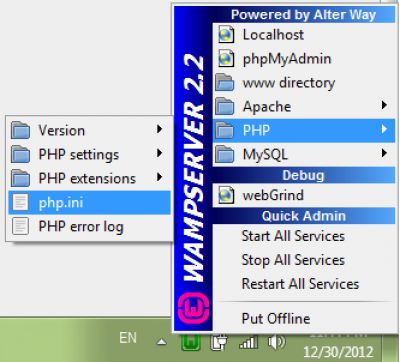 Powered by Alter Way
Localhost
phpMyAdmin
www directory
Apache
PHP
MySQL
Debug
webGrind
Quick Admin
Start All Services
Stop All Services
Restart All Services
Put Offline
WAMPSERVER 2.2
Version
PHP settings
PHP extensions
php.ini
PHP error log
EN
12/30/2012